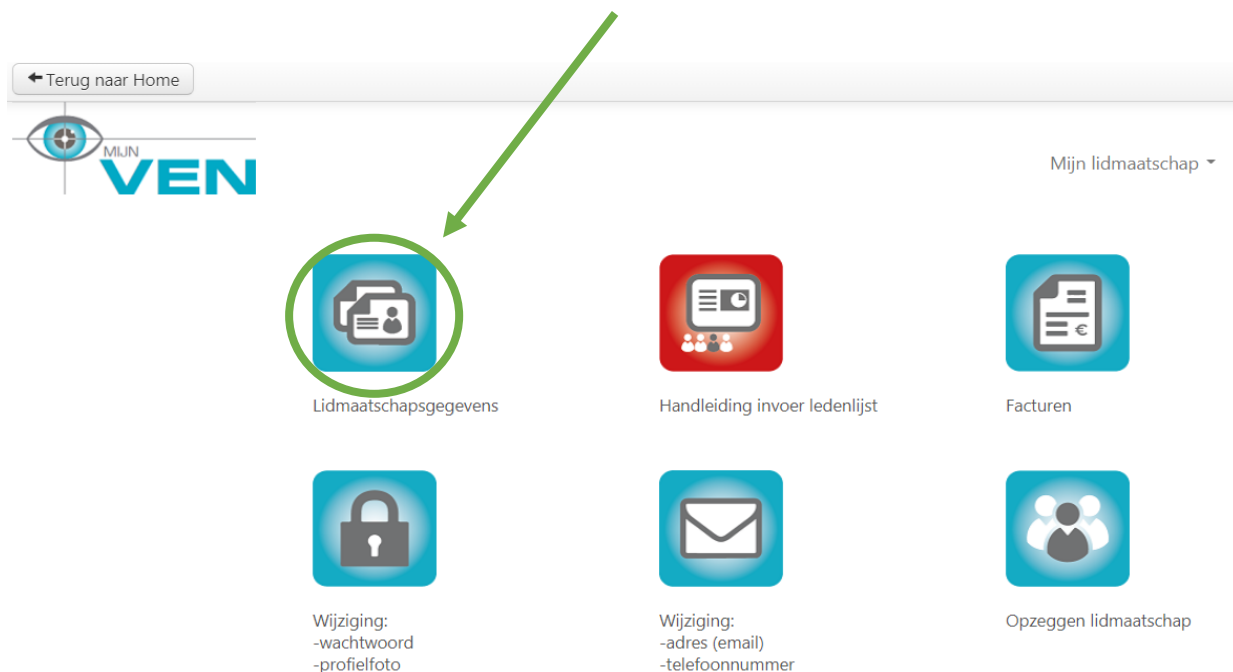 Terug naar Home
MIJN
VEN
Mijn lidmaatschap
Lidmaatschapsgegevens
Handleiding invoer ledenlijst
Facturen
€
Wijziging:
-wachtwoord
-profielfoto
Wijziging:
-adres (email)
-telefoonnummer
Opzeggen lidmaatschap